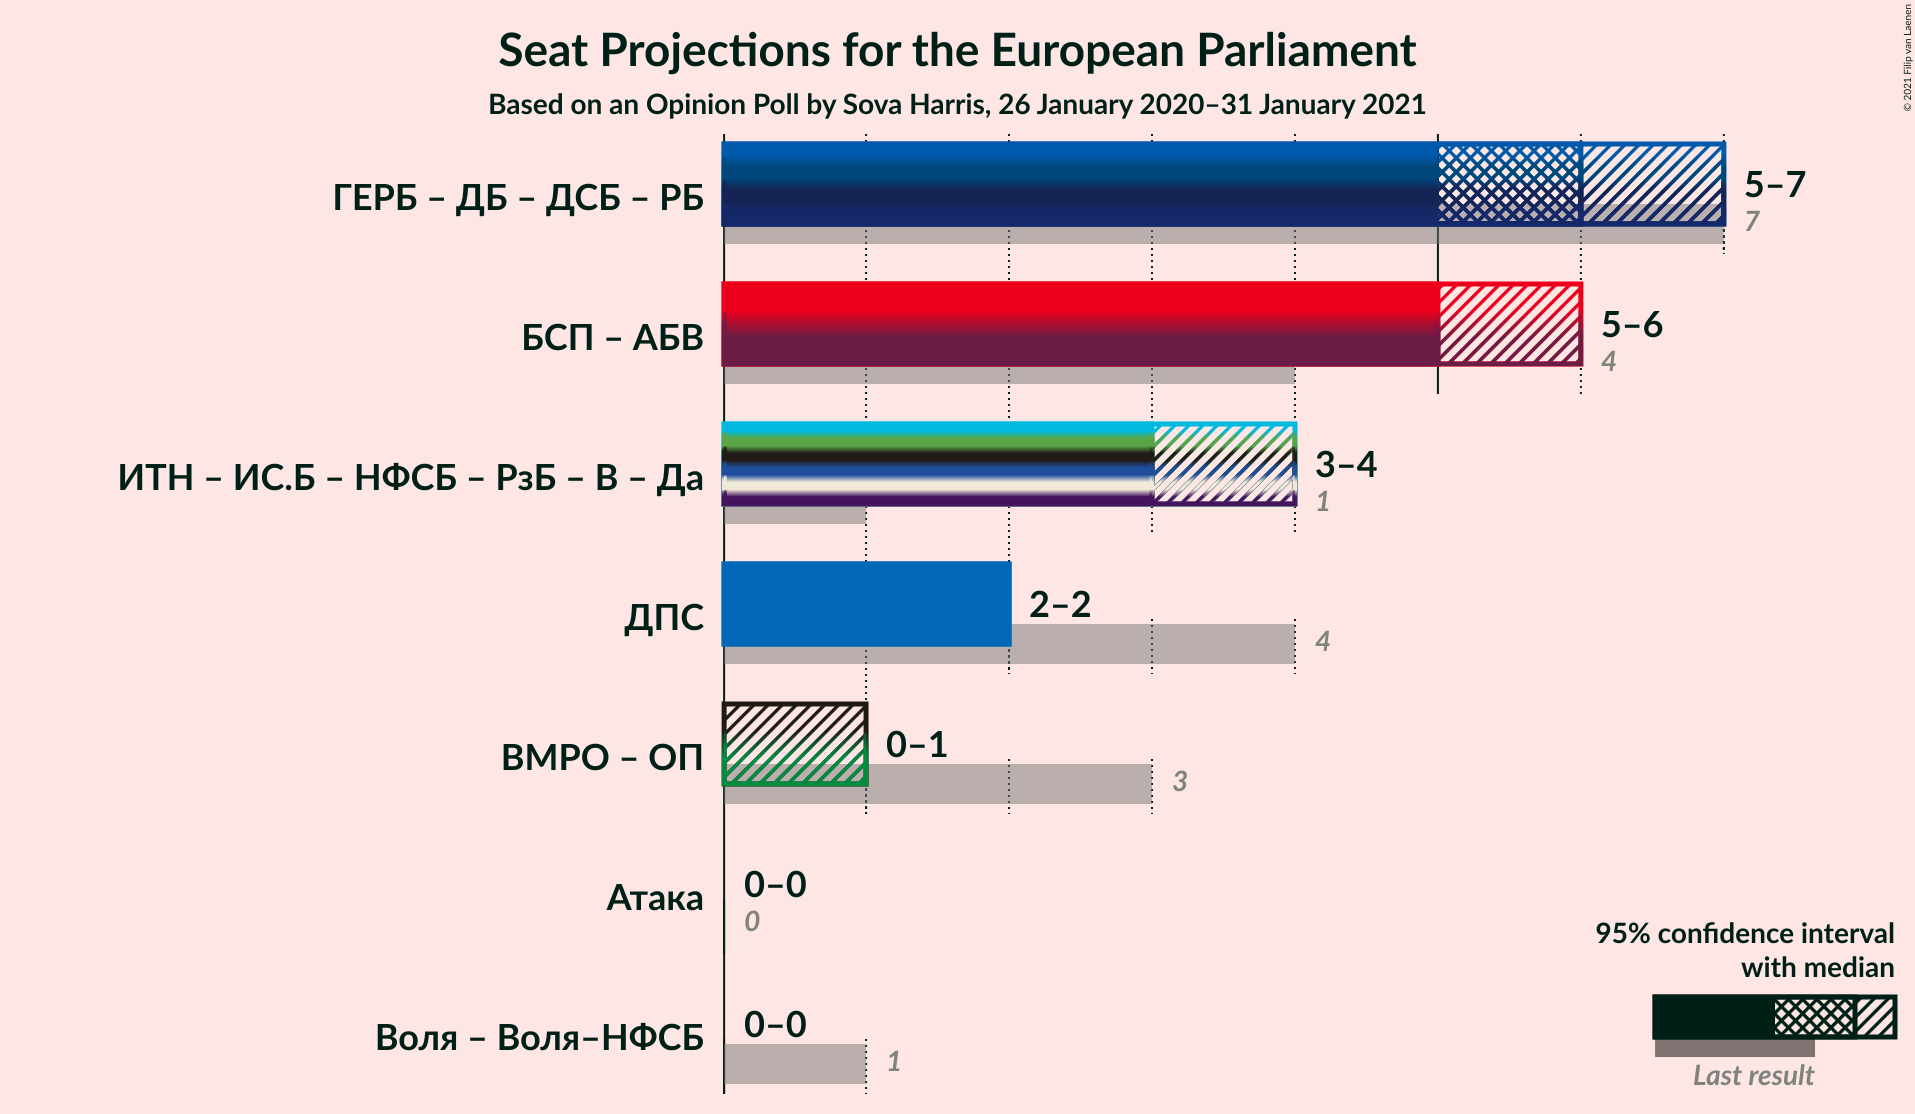 Seat Projections for the European Parliament
Based on an Opinion Poll by Sova Harris, 26 January 2020–31 January 2021
© 2021 Filip van Laenen
ГЕРБ – ДБ – ДСБ – РБ
5–7
7
БСП – АБВ
5–6
4
ИТН – ИС.Б – НФСБ – РзБ – В – Да
3–4
1
ДПС
2–2
4
ВМРО – ОП
0–1
3
Атака
0–0
0
Воля – Воля–НФСБ
0–0
1
95% confidence interval
with median
Last result